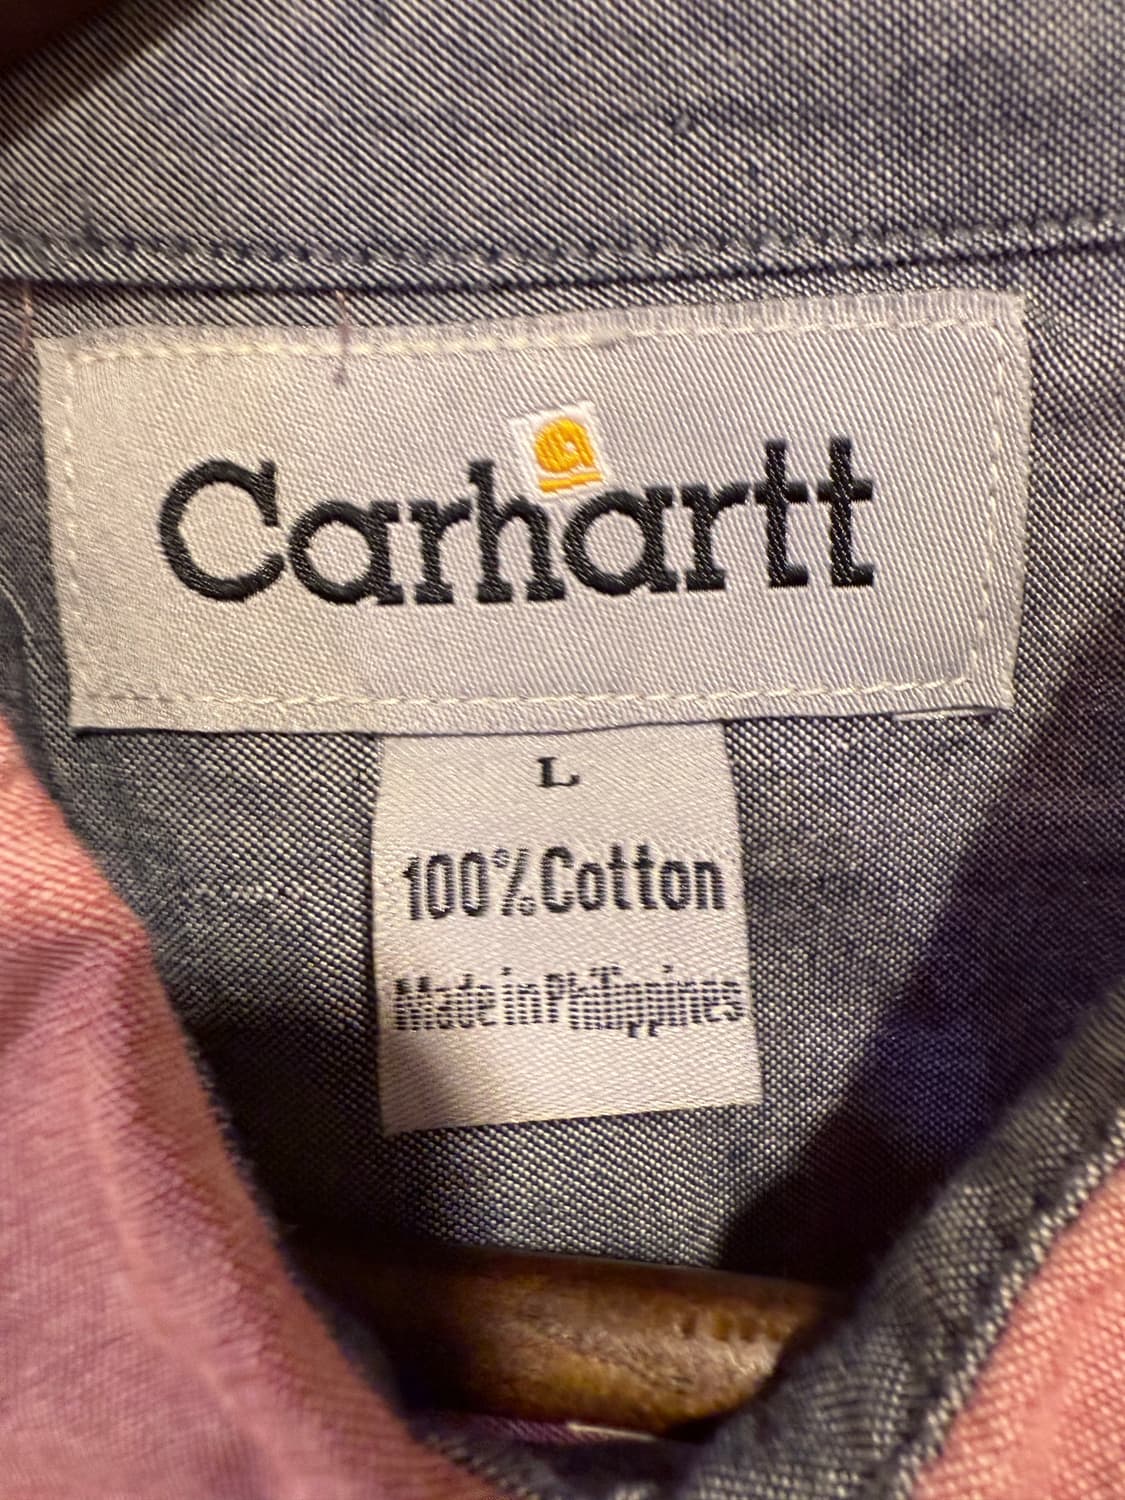 Carhartt
L
100% Cotton
Made in Philippines